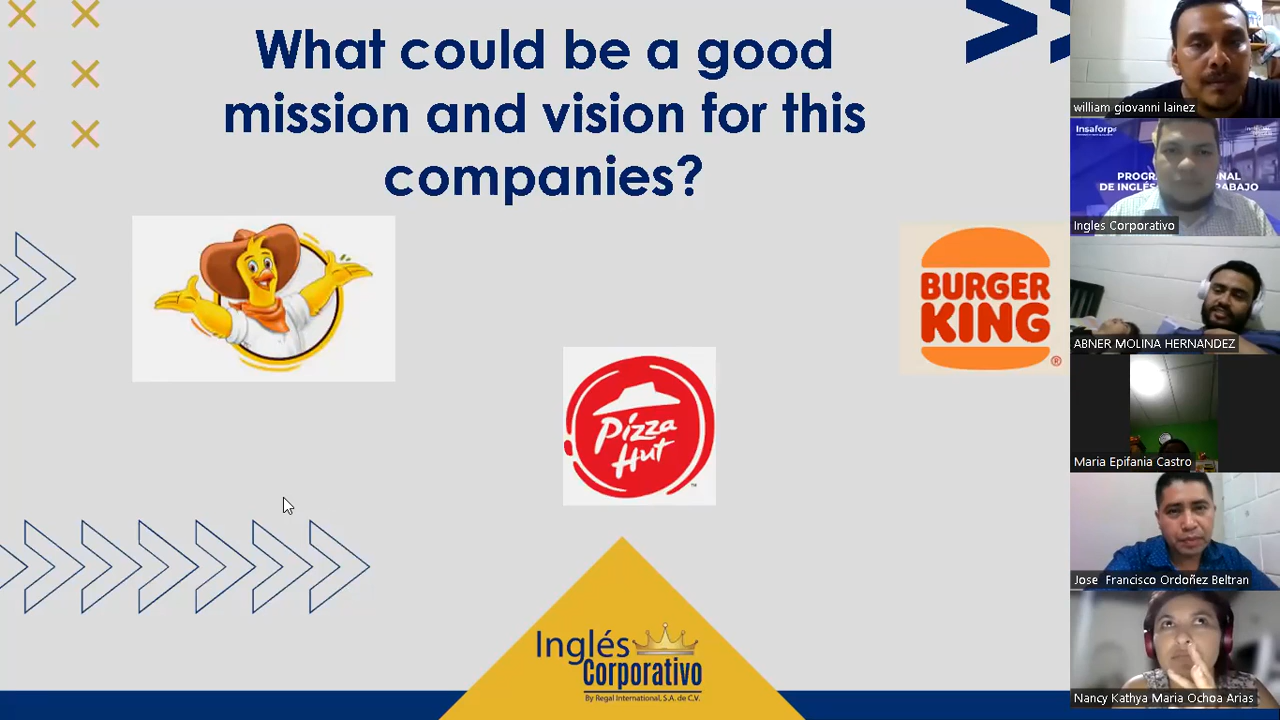 What could be a good
mission and vision for this
companies?
BURGER
KING
®
Pizza
Hut
™
Inglés
Corporativo
By Regal International, S.A. de C.V.
william giovanni lainez
Insaforp
Ingles Corporativo
ABNER MOLINA HERNANDEZ
Maria Epifania Castro
Jose Francisco Ordoñez Beltran
Nancy Kathya Maria Ochoa Arias